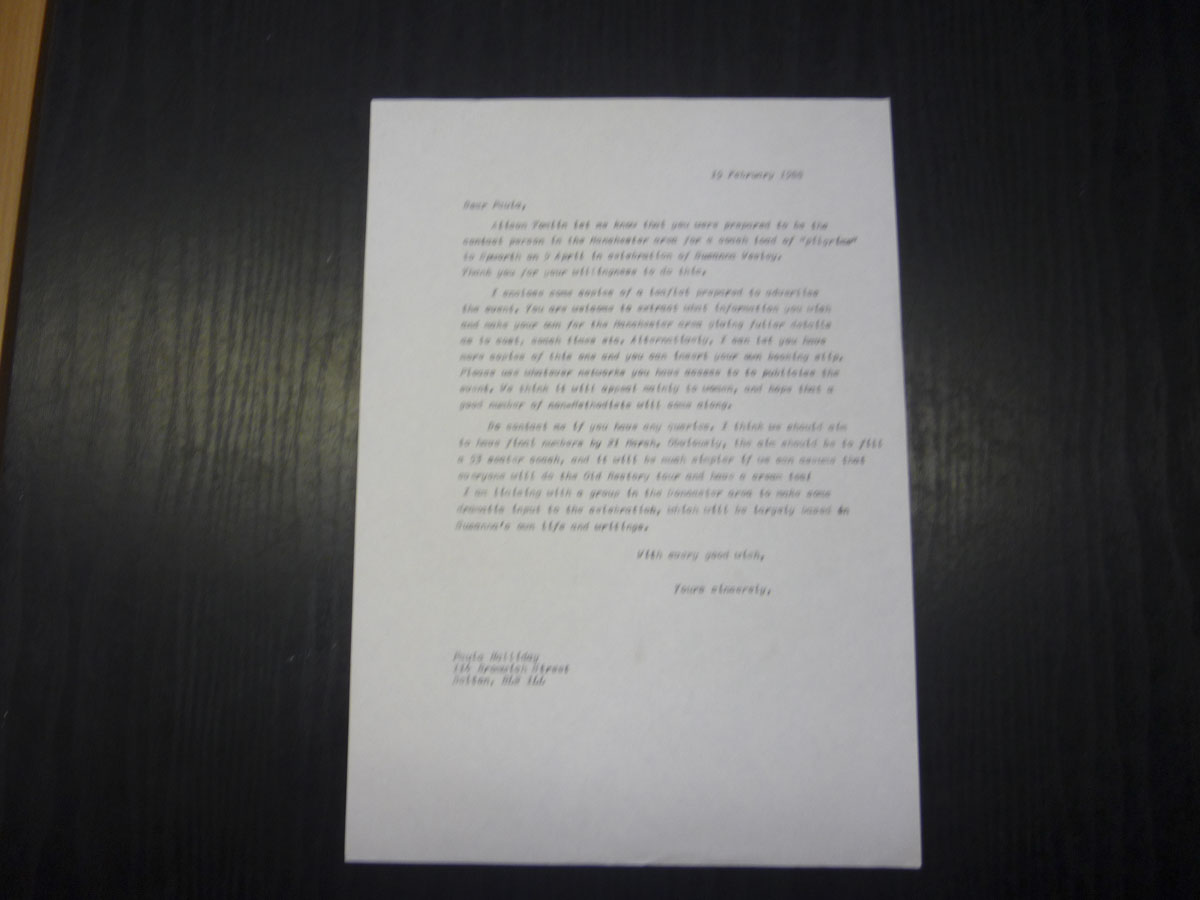 February
Dear Paula,
let me know that you were prepared to be the
contact person in the Manchester area for a coach load of "pilgrims"
to Epworth on 9 April in celebration of Susanna Wesley.
Thank you for your willingness to do this.
I enclose some copies of a leaflet prepared to advertise
the event. You are welcome to extract what information you wish
and make your own for the Manchester area giving fuller details
as to cost, coach times etc. Alternatively, I can let you have
more copies of this one and you can insert your own booking slip.
Please use whatever networks you have access to to publicise the
event. We think it will appeal mainly to women, and hope that a
good number of nonMethodists will come along.
Do contact me if you have any queries. I think we should aim
to have final numbers by 21 March. Obviously, the aim should be to fill
a 53 seater coach, and it will be much simpler if we can assume that
everyone will do the Old Rectory tour and have a cream tea!
I am liaising with a group in the Doncaster area to make some
dramatic input to the celebration, which will be largely based on
Susanna's own life and writings.
With every good wish,
Yours sincerely,
Paula Halliday
Street
Bolton,